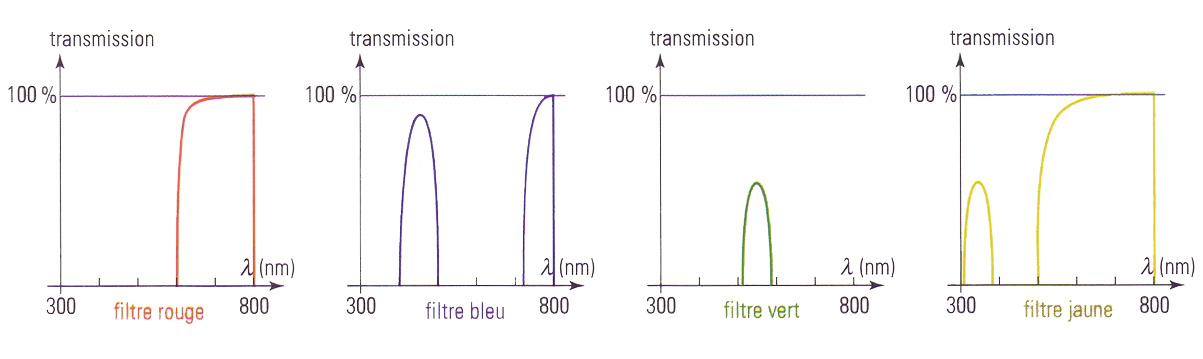 transmission
100 %
λ (nm)
300
800
filtre rouge
transmission
100 %
λ (nm)
300
800
filtre bleu
transmission
100 %
λ (nm)
300
800
filtre vert
transmission
100 %
λ (nm)
300
800
filtre jaune